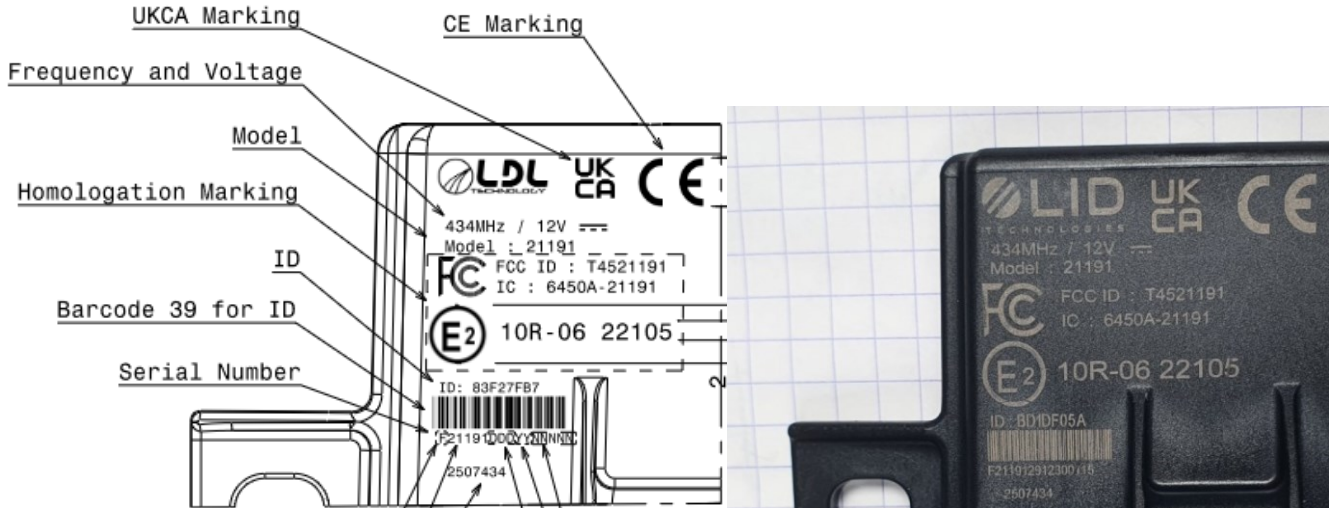 UKCA Marking
CE Marking
Frequency and Voltage
Model
Homologation Marking
ID
Barcode 39 for ID
Serial Number
LDL
TECHNOLOGY
UK
CA
CE
434MHz / 12V
Model : 21191
FC
FCC ID : T4521191
IC : 6450A-21191
E2
10R-06 22105
ID: 83F27FB7
F21191DDDYYNNNNN
2507434
2
LID
TECHNOLOGIES
UK
CA
CE
434MHz / 12V
Model : 21191
FC
FCC ID : T4521191
IC : 6450A-21191
E2
10R-06 22105
ID:8D1DF05A
2507434